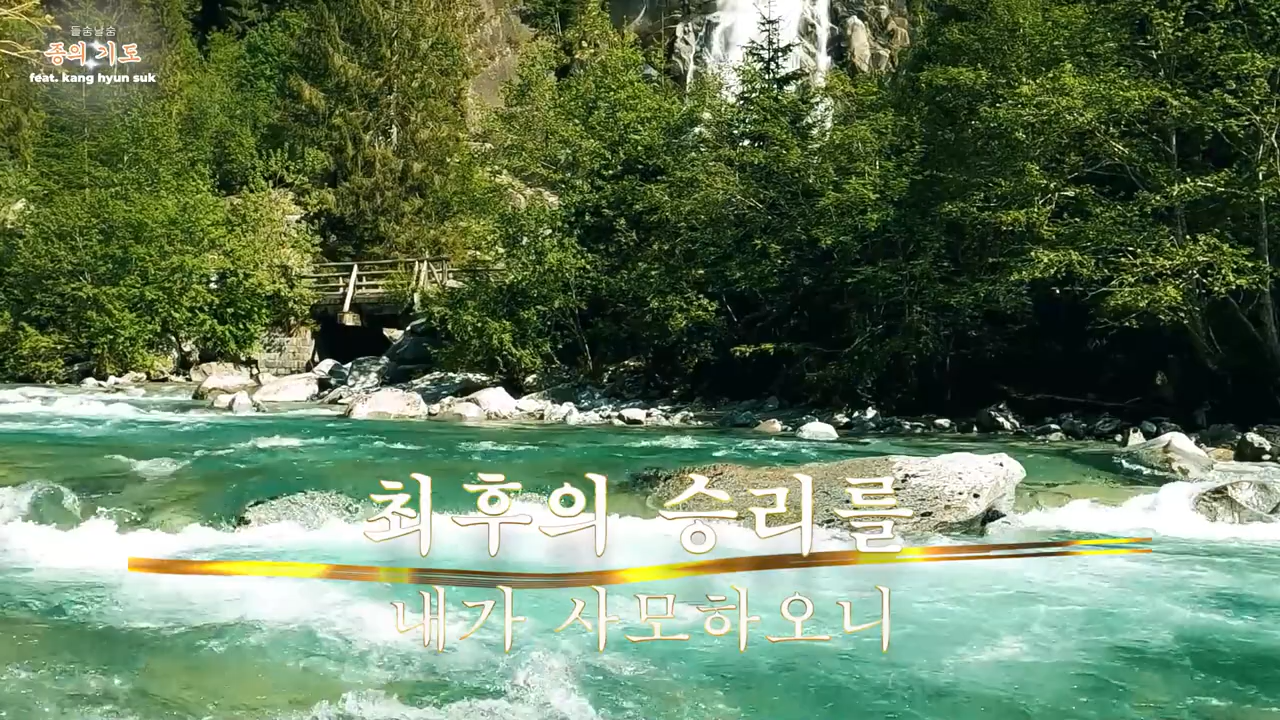 들숨날숨
종의 기도
feat. kang hyun suk
최후의 승리를
내가 사모하오니